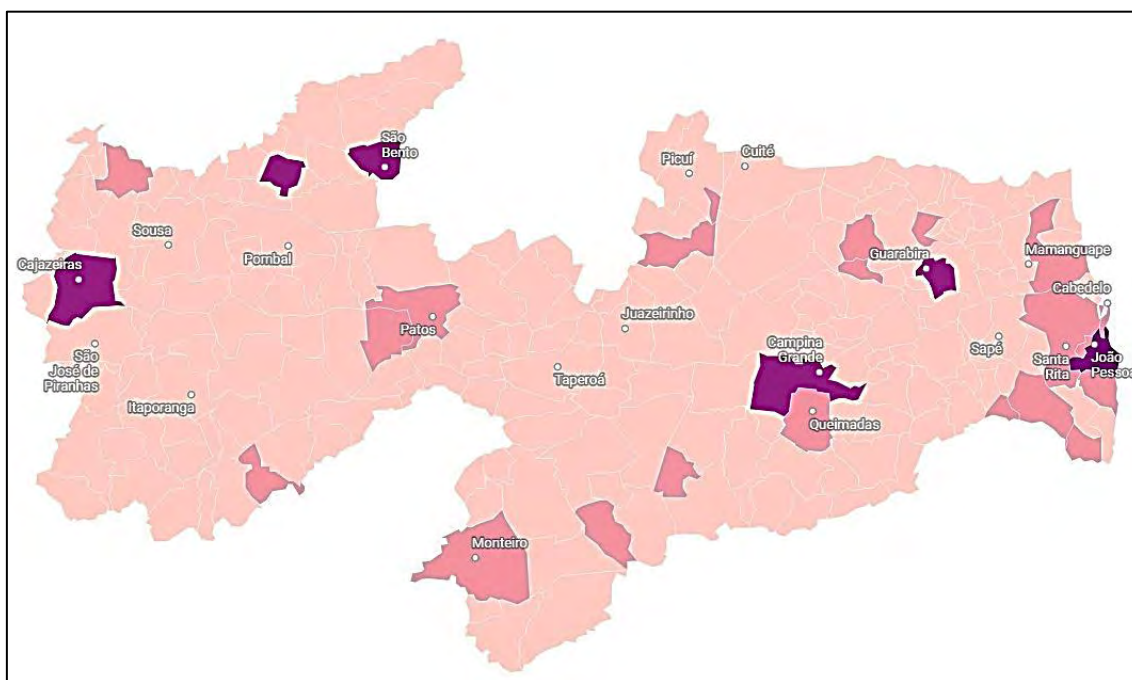 São
Bento
Picuí
Cuité
Sousa
Pombal
Cajazeiras
Guarabira
Mamanguape
Cabedelo
Patos
Juazeirinho
São
José de
Piranhas
Campina
Grande
Sapé
Santa
Rita
João
Pessoa
Taperoá
Itaporanga
Queimadas
Monteiro